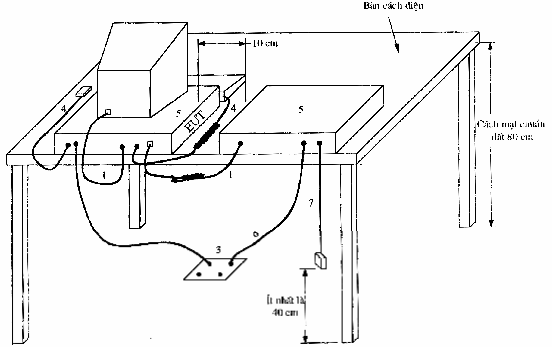 Bàn cách điện
10 cm
4
5
EUT
4
5
Cách mặt chuẩn
đất 80 cm
1
1
7
6
3
Ít nhất là
40 cm